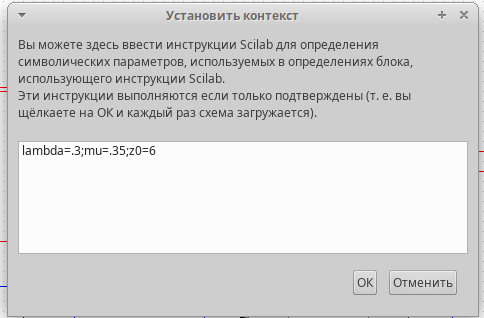 Установить контекст
Вы можете здесь ввести инструкции Scilab для определения
символических параметров, используемых в определениях блока,
использующего инструкции Scilab.
Эти инструкции выполняются если только подтверждены (т. е. вы
щёлкаете на ОК и каждый раз схема загружается).
lambda=.3;mu=.35;z0=6
ОК
Отменить